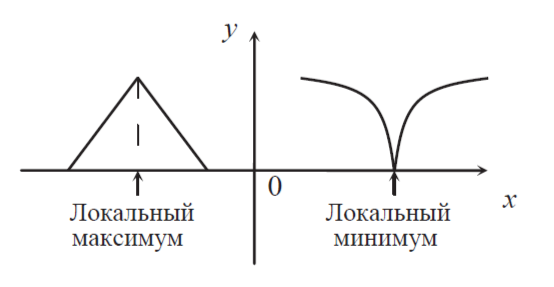 y
0
x
Локальный
максимум
Локальный
минимум